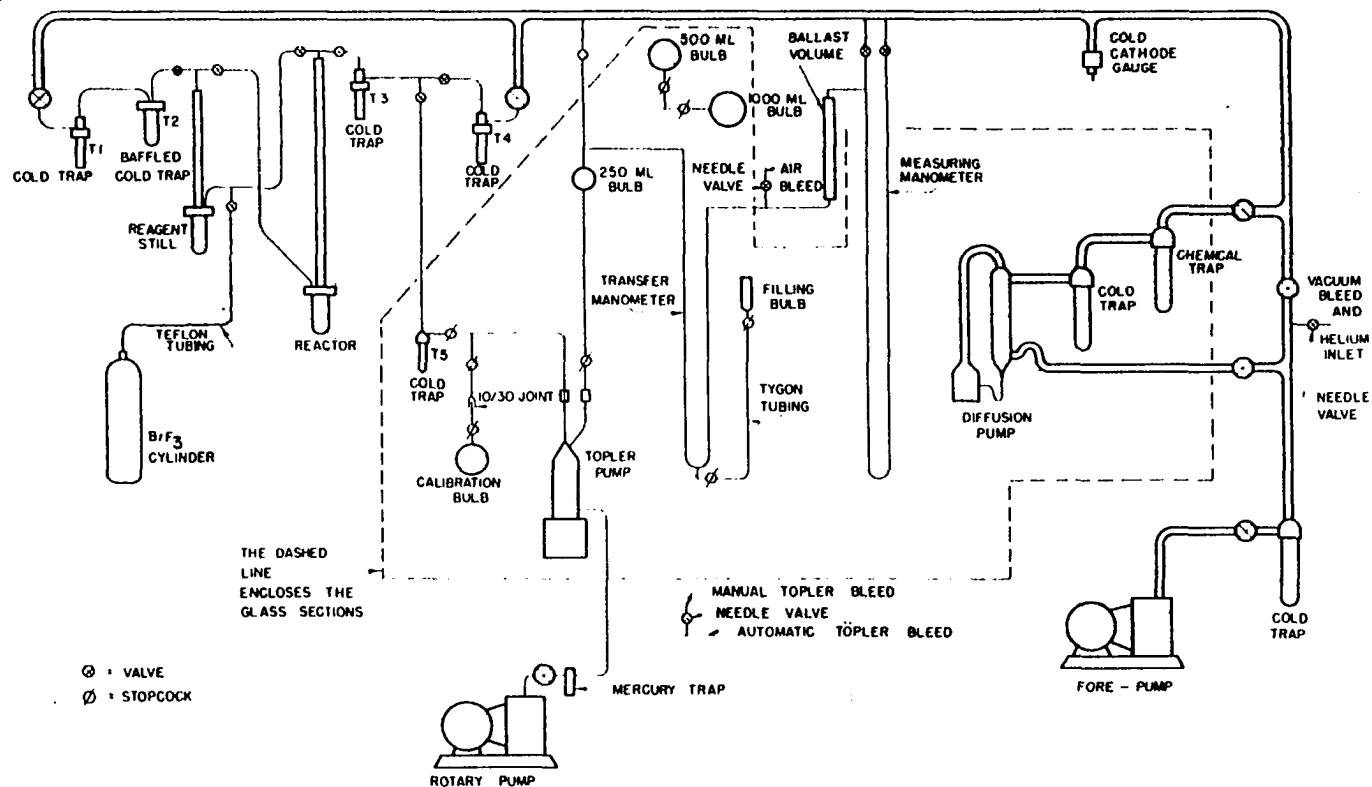 500 ML
BULB
BALLAST
VOLUME
COLD
CATHODE
GAUGE
1000 ML
BULB
T1
COLD TRAP
T2
BAFFLED
COLD TRAP
T3
COLD
TRAP
T4
COLD
TRAP
NEEDLE
VALVE
AIR
BLEED
MEASURING
MANOMETER
250 ML
BULB
REAGENT
STILL
CHEMICAL
TRAP
COLD
TRAP
VACUUM
BLEED
AND
HELIUM
INLET
TRANSFER
MANOMETER
FILLING
BULB
TEFLON
TUBING
REACTOR
T5
COLD
TRAP
10/30 JOINT
TYGON
TUBING
DIFFUSION
PUMP
NEEDLE
VALVE
BrF3
CYLINDER
CALIBRATION
BULB
TOPLER
PUMP
THE DASHED
LINE
ENCLOSES THE
GLASS SECTIONS
MANUAL TOPLER BLEED
NEEDLE VALVE
AUTOMATIC TÖPLER BLEED
COLD
TRAP
= VALVE
= STOPCOCK
MERCURY TRAP
FORE - PUMP
ROTARY PUMP